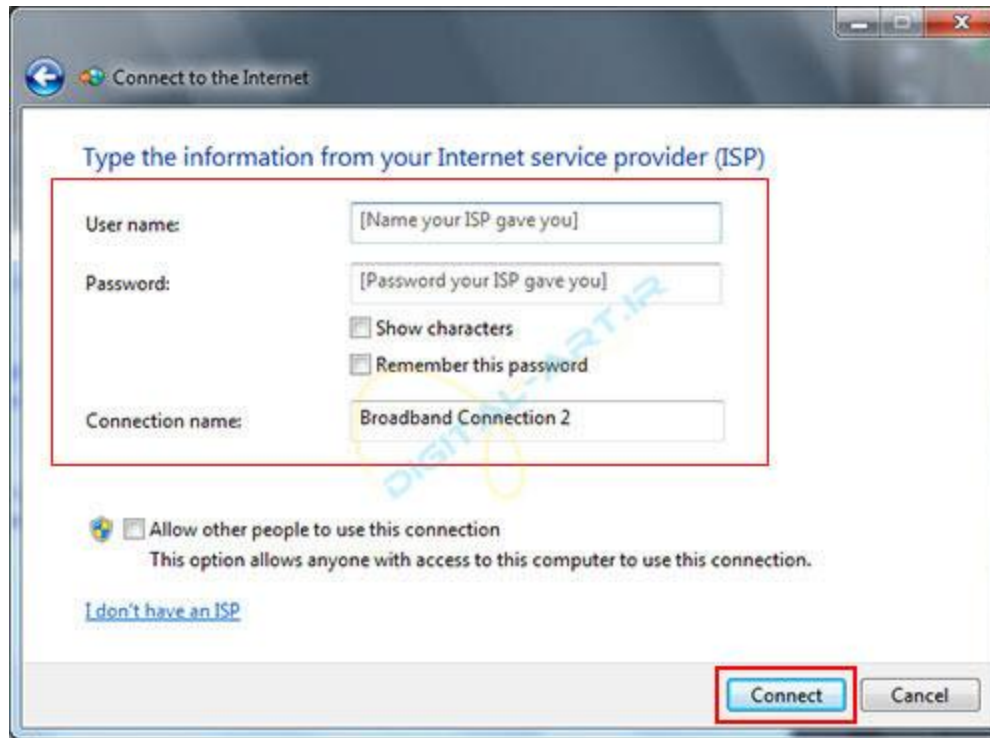 Connect to the Internet
Type the information from your Internet service provider (ISP)
User name:
[Name your ISP gave you]
Password:
[Password your ISP gave you]
Show characters
Remember this password
Connection name:
Broadband Connection 2
DIGITAL-ART.IR
Allow other people to use this connection
This option allows anyone with access to this computer to use this connection.
I don't have an ISP
Connect
Cancel